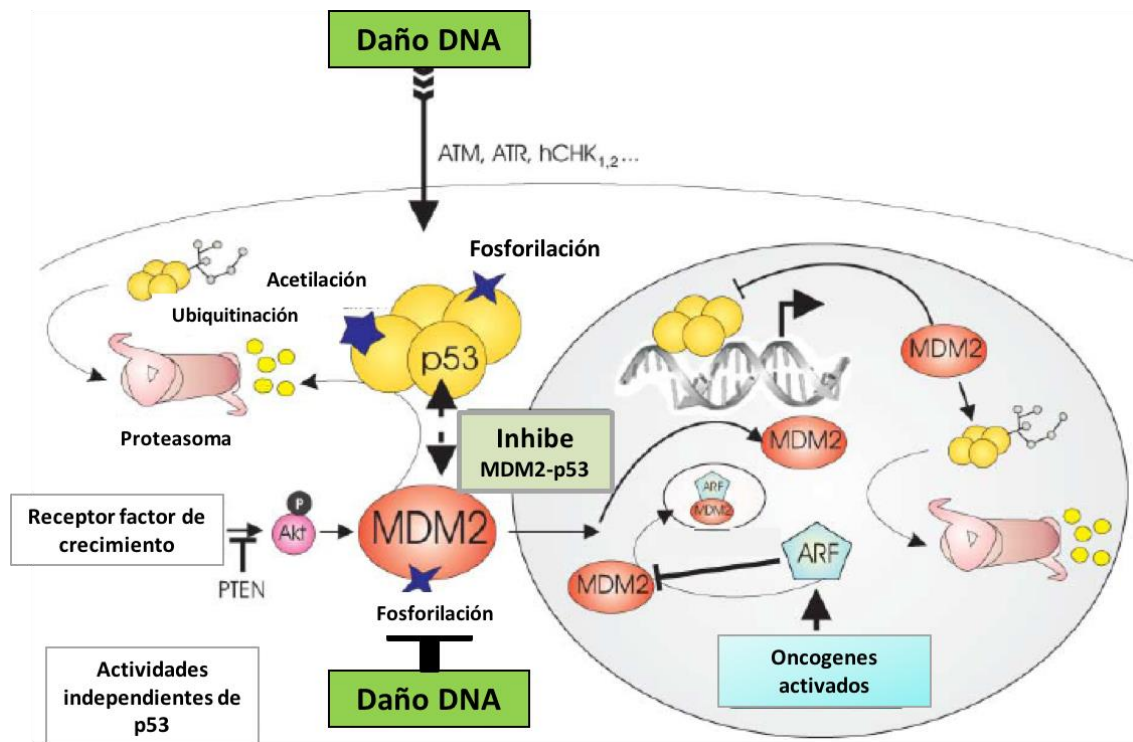 Daño DNA
ATM, ATR, hCHK1,2...
Fosforilación
Acetilación
Ubiquitinación
p53
MDM2
Proteasoma
Inhibe
MDM2-p53
MDM2
ARF
MDM2
Receptor factor de
crecimiento
P
Akt
MDM2
ARF
MDM2
PTEN
Fosforilación
Actividades
independientes de
p53
Daño DNA
Oncogenes
activados